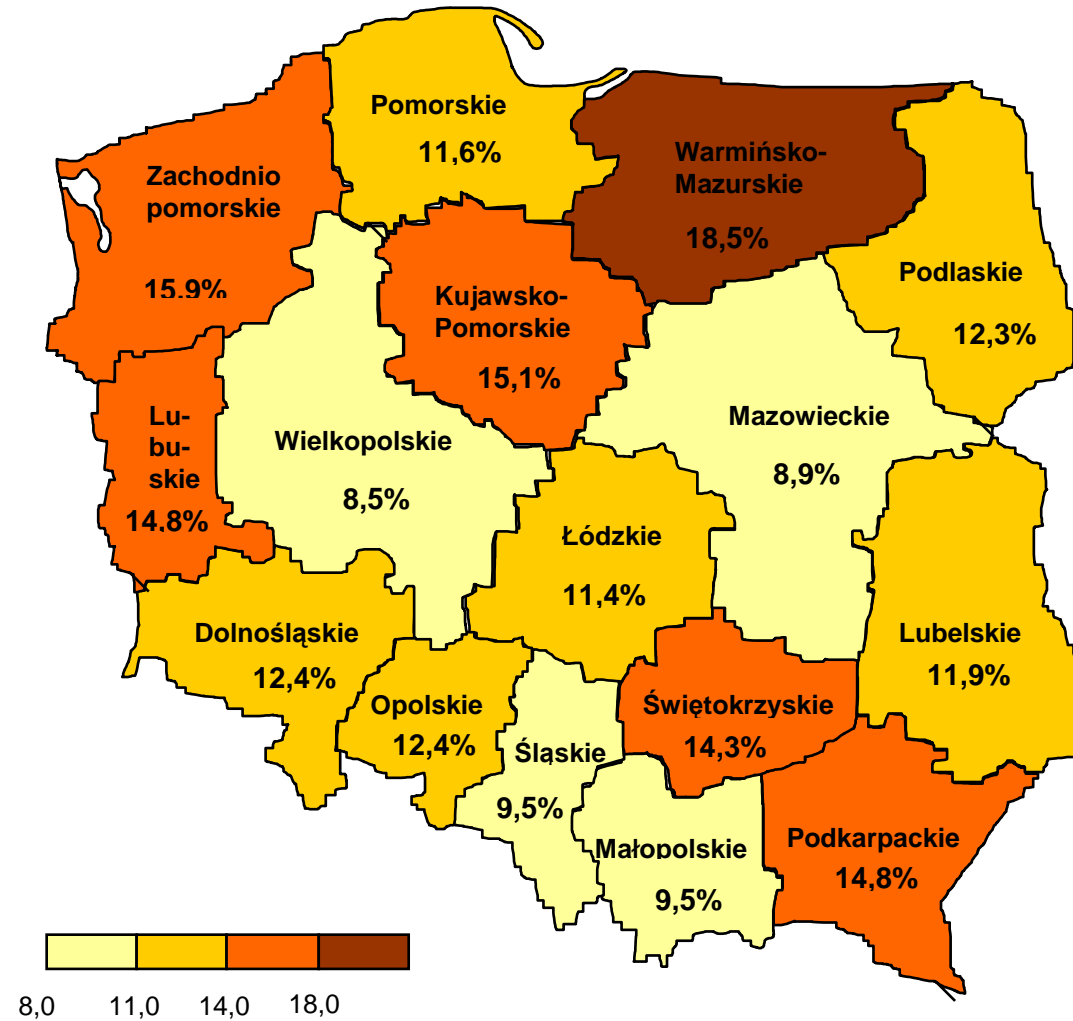 Pomorskie
11,6%
Warmińsko-
Mazurskie
18,5%
Zachodnio
pomorskie
15,9%
Podlaskie
12,3%
Kujawsko-
Pomorskie
15,1%
Mazowieckie
8,9%
Lu-
bu-
skie
14,8%
Wielkopolskie
8,5%
Łódzkie
11,4%
Dolnośląskie
12,4%
Lubelskie
11,9%
Opolskie
12,4%
Śląskie
9,5%
Świętokrzyskie
14,3%
Małopolskie
9,5%
Podkarpackie
14,8%
8,0 11,0 14,0 18,0